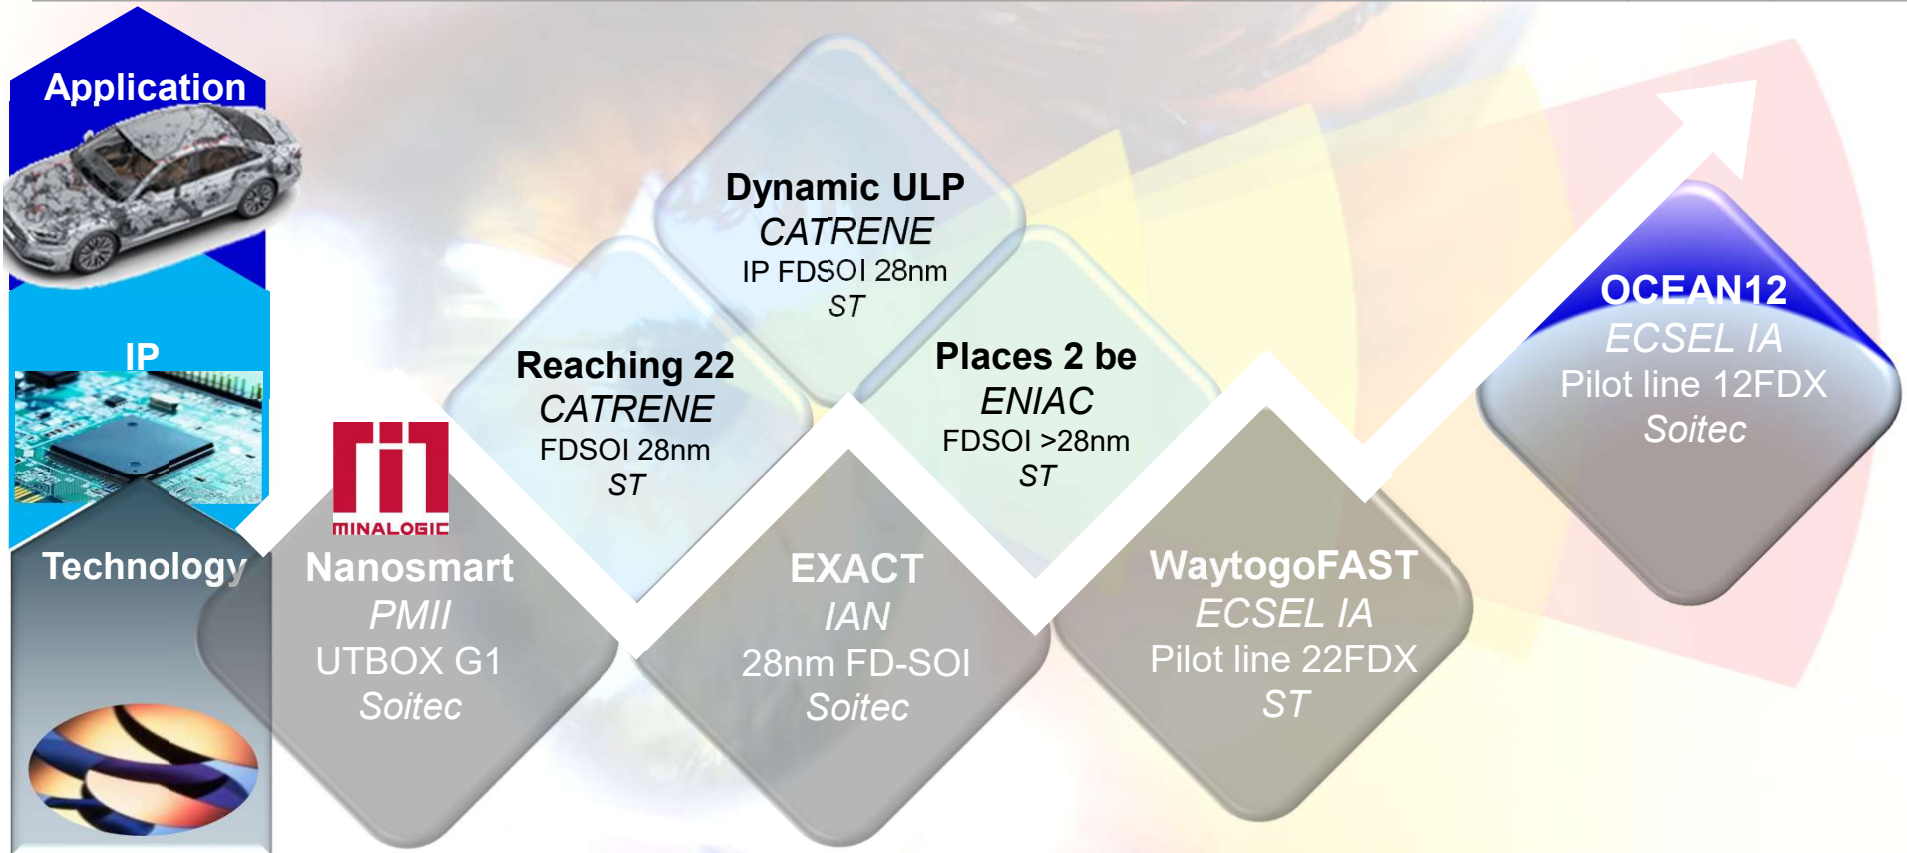 Application
IP
Technology
MINALOGIC
Nanosmart
PMII
UTBOX G1
Soitec
Reaching 22
CATRENE
FDSOI 28nm
ST
Dynamic ULP
CATRENE
IP FDSOI 28nm
ST
Places 2 be
ENIAC
FDSOI >28nm
ST
EXACT
IAN
28nm FD-SOI
Soitec
WaytogoFAST
ECSEL IA
Pilot line 22FDX
ST
OCEAN12
ECSEL IA
Pilot line 12FDX
Soitec